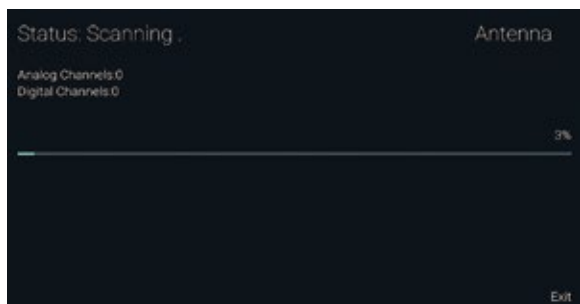 Status: Scanning .
Antenna
Analog Channels:0
Digital Channels:0
3%
Exit